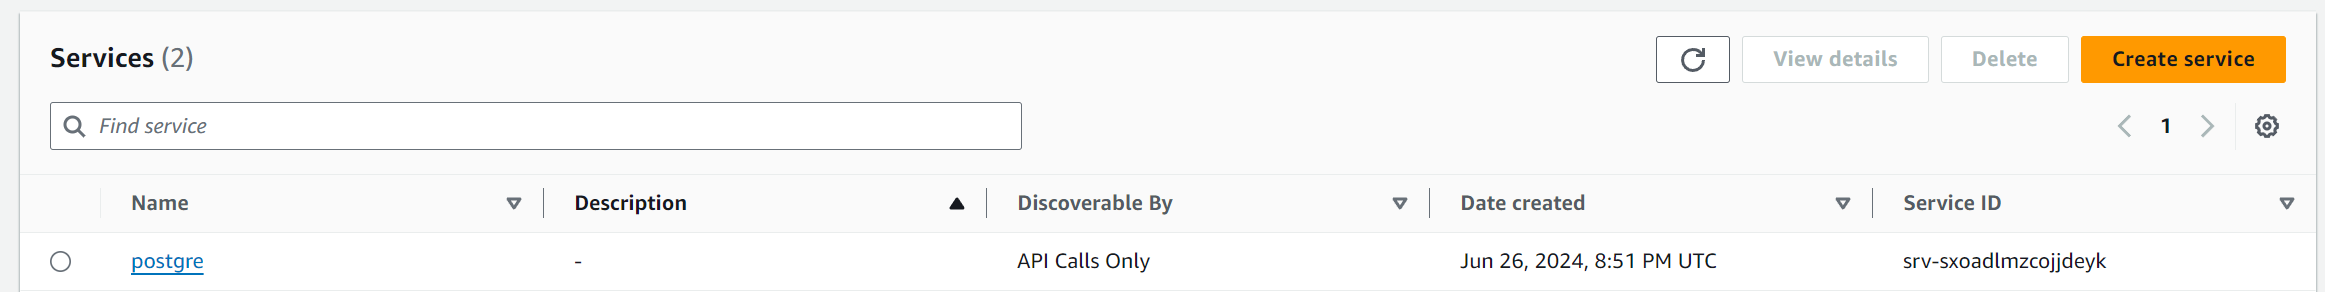 Services (2)
View details
Delete
Create service
Find service
1
Name Description Discoverable By Date created Service ID
postgre - API Calls Only Jun 26, 2024, 8:51 PM UTC srv-sxoadlmzcojjdeyk